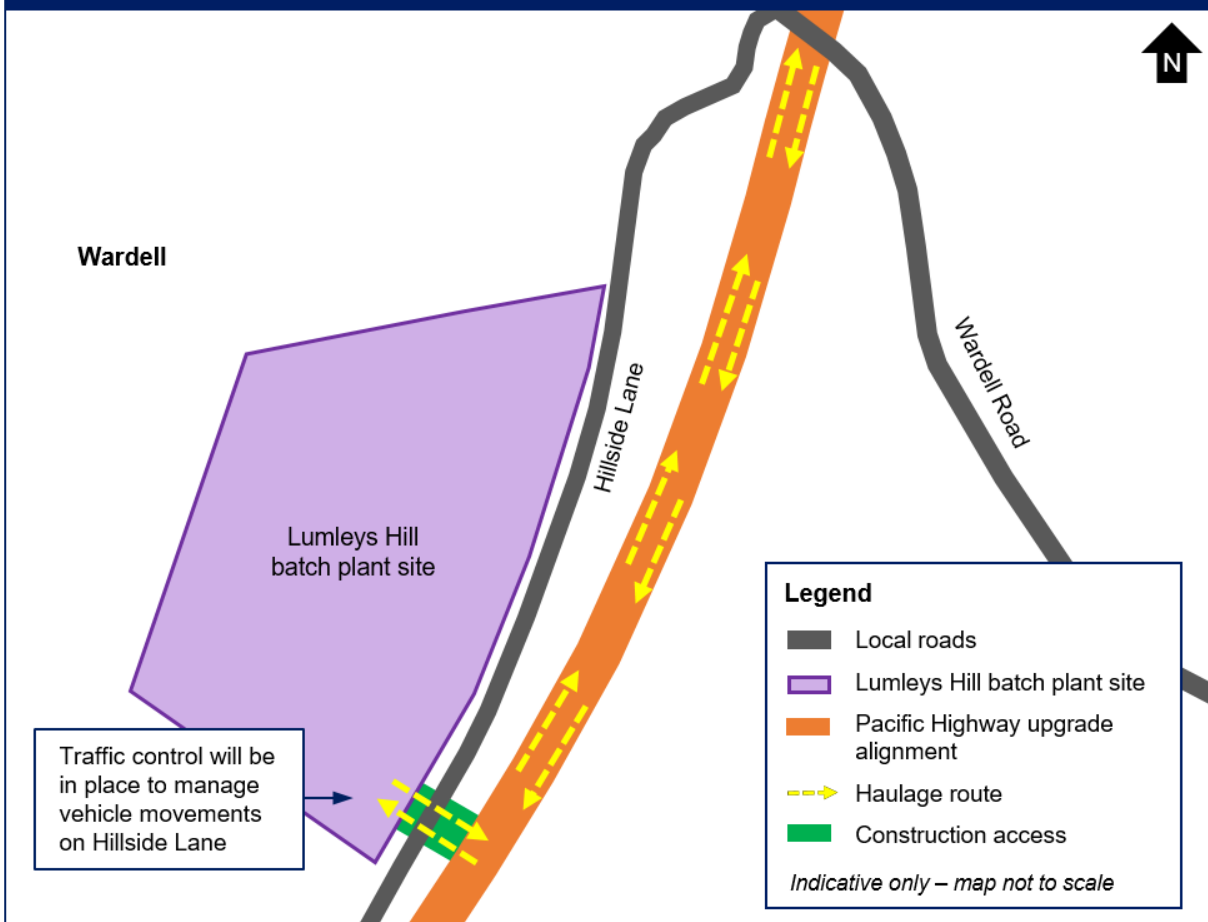 N
Wardell
Hillside Lane
Wardell Road
Lumleys Hill
batch plant site
Traffic control will be
in place to manage
vehicle movements
on Hillside Lane
Legend
Local roads
Lumleys Hill batch plant site
Pacific Highway upgrade
alignment
Haulage route
Construction access
Indicative only – map not to scale